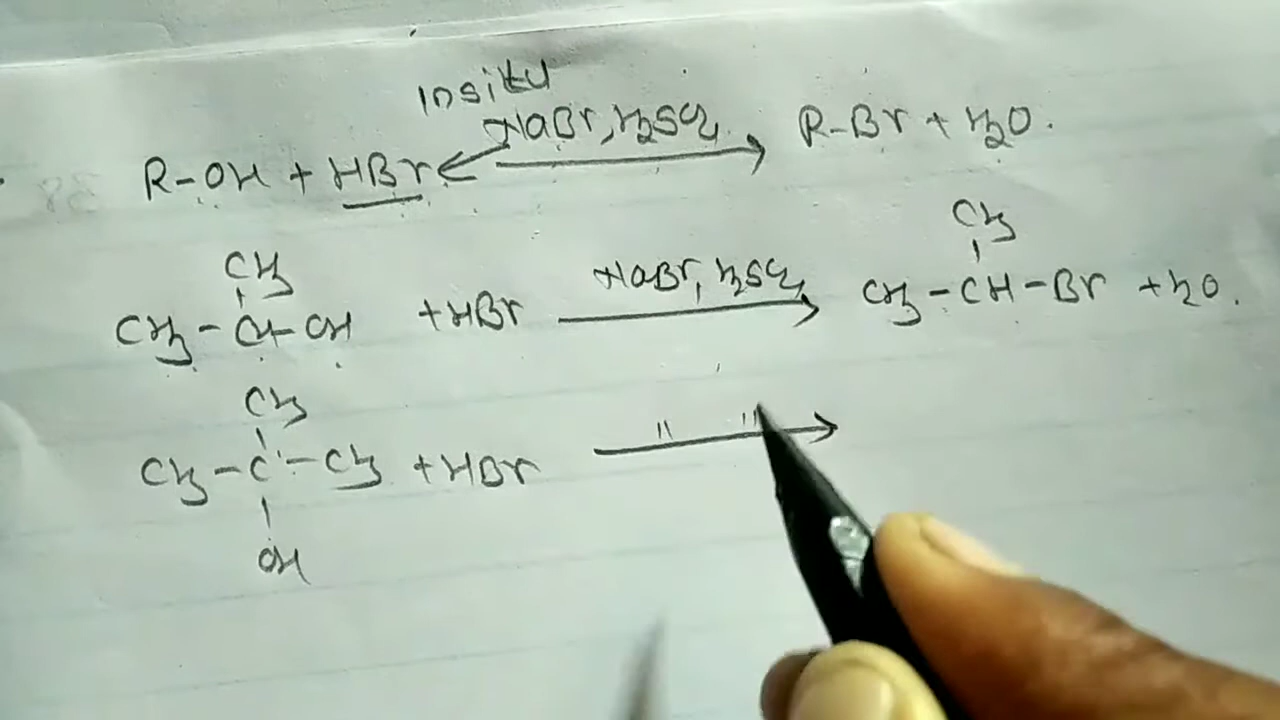 insitu
NaBr, H2SO4
R-OH + HBr ⟵ ⟶ R-Br + H2O.
CH3
CH3
NaBr, H2SO4
CH3-CH-OH +HBr ⟶ CH3-CH-Br +H2O.
CH3
" "
CH3-C-CH3 +HBr ⟶
OH